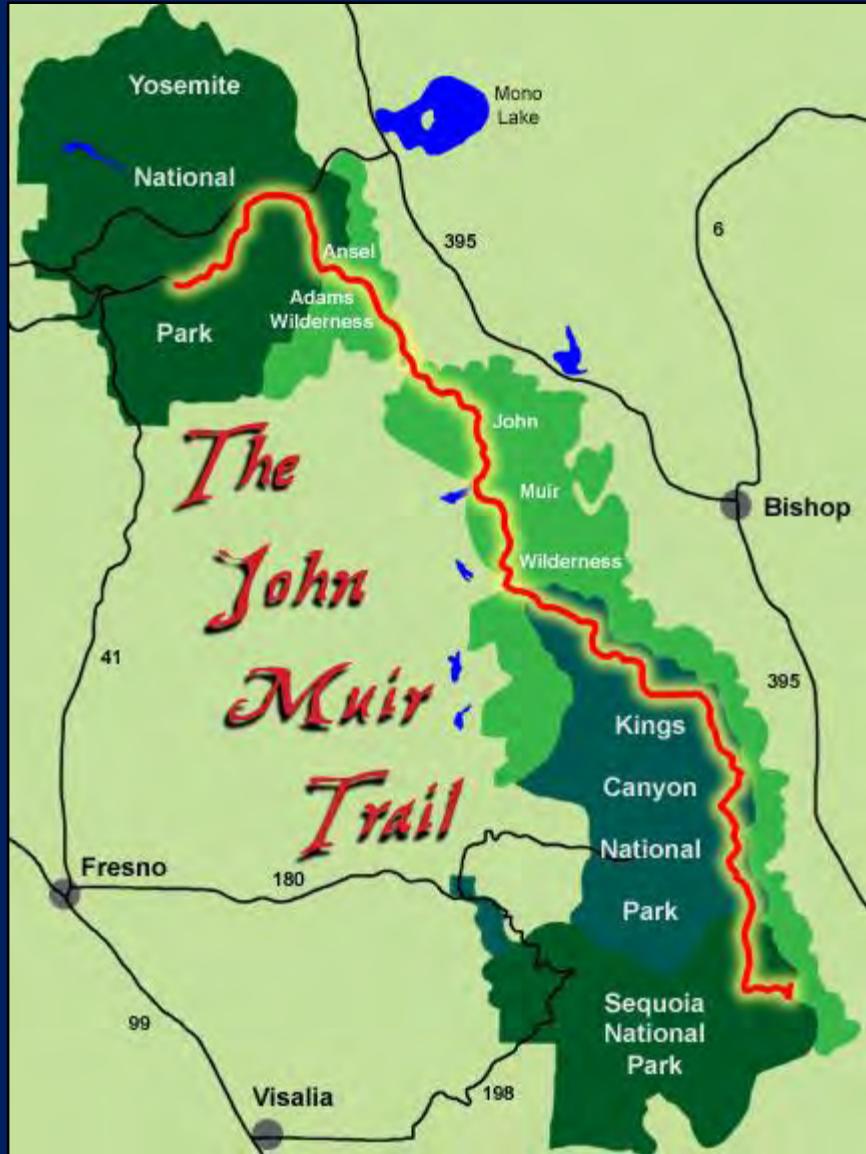 Yosemite
National
Park
Mono
Lake
395
6
Ansel
Adams
Wilderness
The
John
Muir
Trail
John
Muir
Wilderness
Bishop
41
395
Kings
Canyon
National
Park
Fresno
180
Sequoia
National
Park
99
198
Visalia